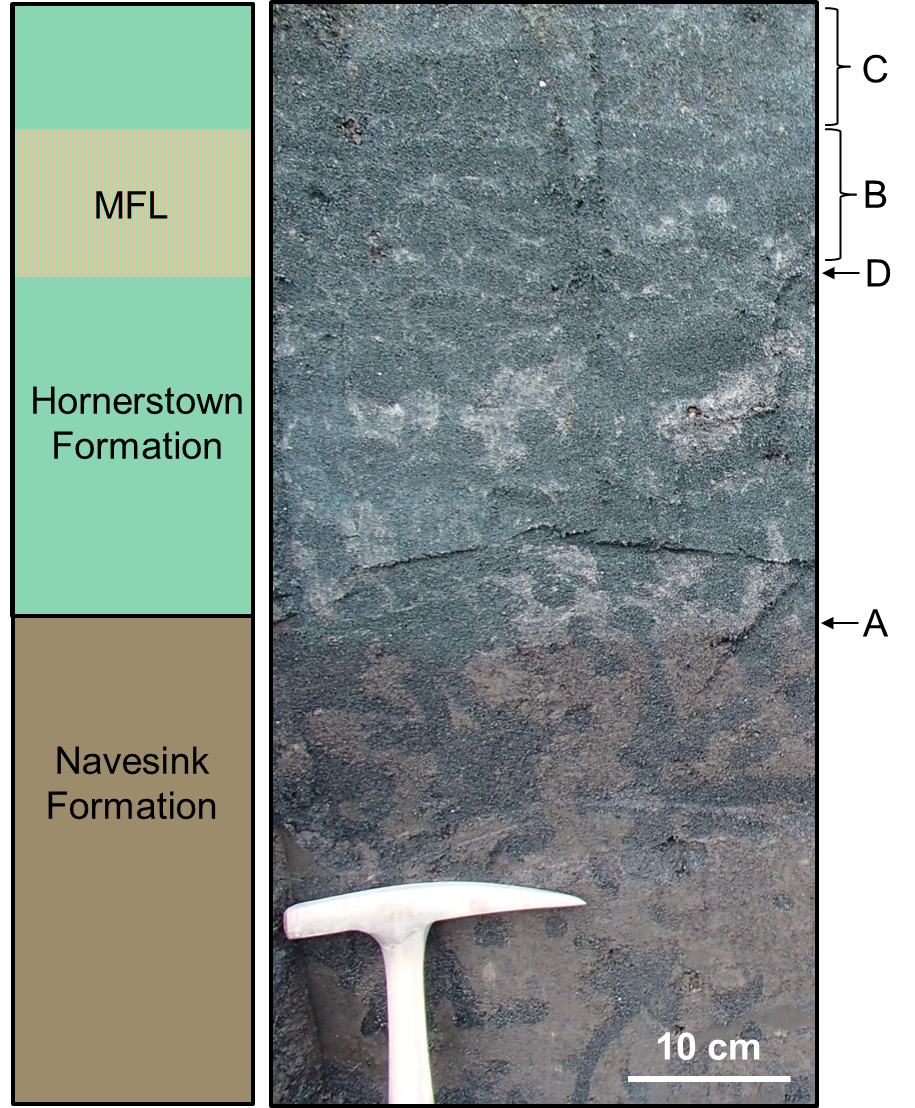 MFL
Hornerstown
Formation
Navesink
Formation
C
B
D
A
10 cm